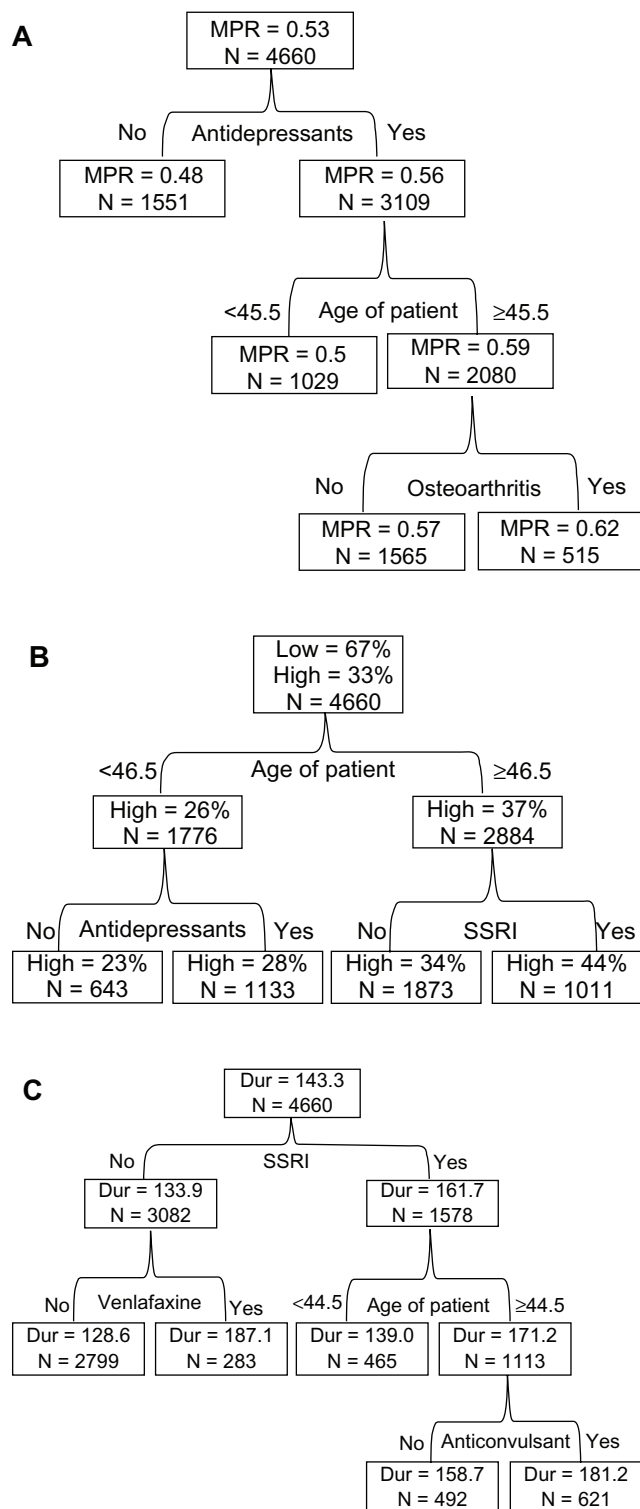 A
MPR = 0.53
N = 4660
No Antidepressants Yes
MPR = 0.48
N = 1551
MPR = 0.56
N = 3109
<45.5 Age of patient ≥45.5
MPR = 0.5
N = 1029
MPR = 0.59
N = 2080
No Osteoarthritis Yes
MPR = 0.57
N = 1565
MPR = 0.62
N = 515
B
Low = 67%
High = 33%
N = 4660
<46.5 Age of patient ≥46.5
High = 26%
N = 1776
High = 37%
N = 2884
No Antidepressants Yes
No SSRI Yes
High = 23%
N = 643
High = 28%
N = 1133
High = 34%
N = 1873
High = 44%
N = 1011
C
Dur = 143.3
N = 4660
No SSRI Yes
Dur = 133.9
N = 3082
Dur = 161.7
N = 1578
No Venlafaxine Yes
<44.5 Age of patient ≥44.5
Dur = 128.6
N = 2799
Dur = 187.1
N = 283
Dur = 139.0
N = 465
Dur = 171.2
N = 1113
No Anticonvulsant Yes
Dur = 158.7
N = 492
Dur = 181.2
N = 621